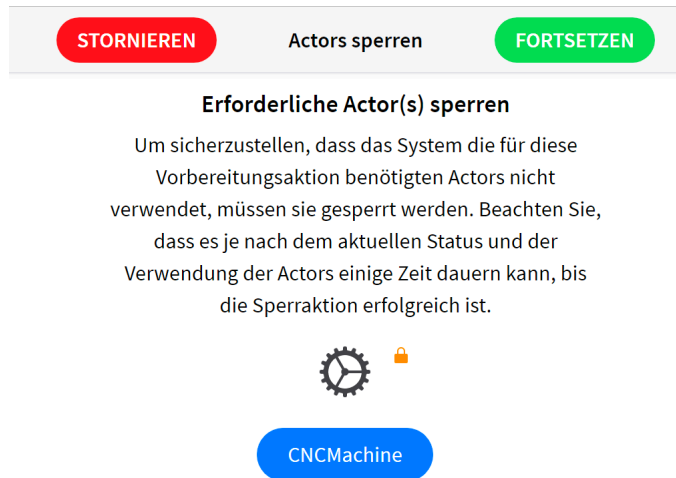 STORNIEREN Actors sperren FORTSETZEN
Erforderliche Actor(s) sperren
Um sicherzustellen, dass das System die für diese
Vorbereitungsaktion benötigten Actors nicht
verwendet, müssen sie gesperrt werden. Beachten Sie,
dass es je nach dem aktuellen Status und der
Verwendung der Actors einige Zeit dauern kann, bis
die Sperraktion erfolgreich ist.
CNCMachine